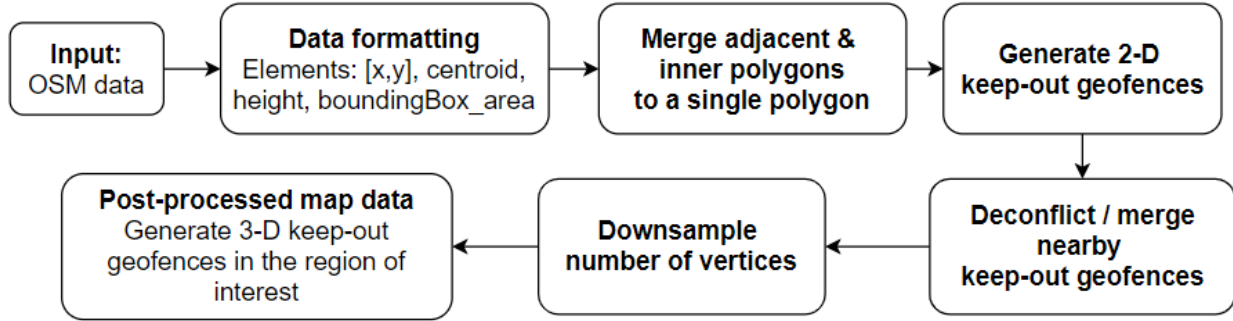 Input:
OSM data
Data formatting
Elements: [x,y], centroid,
height, boundingBox_area
Merge adjacent &
inner polygons
to a single polygon
Generate 2-D
keep-out geofences
Deconflict / merge
nearby
keep-out geofences
Downsample
number of vertices
Post-processed map data
Generate 3-D keep-out
geofences in the region of
interest